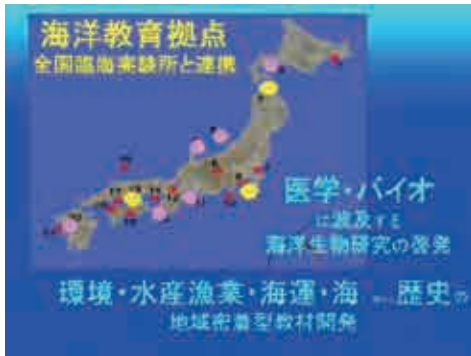 海洋教育拠点
全国臨海実験所と連携
医学・バイオ
に波及する
海洋生物研究の啓発
環境・水産漁業・海運・海 歴史の
地域密着型教材開発